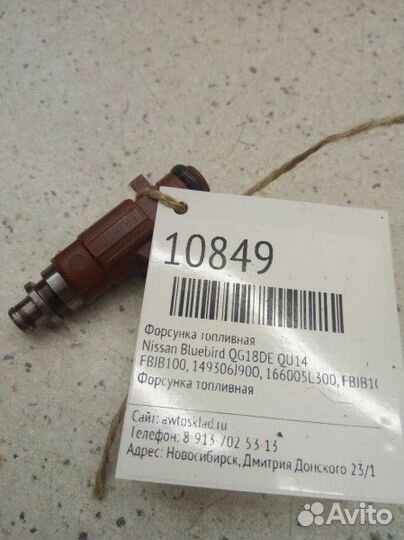 10849
Форсунка топливная
Nissan Bluebird QG18DE QU14
FBJB100, 149306J900, 166005L300, FBJB10
Форсунка топливная
Сайт: awtosklad.ru
Телефон: 8 913 702 53 13
Адрес: Новосибирск, Дмитрия Донского 23/1
Avito